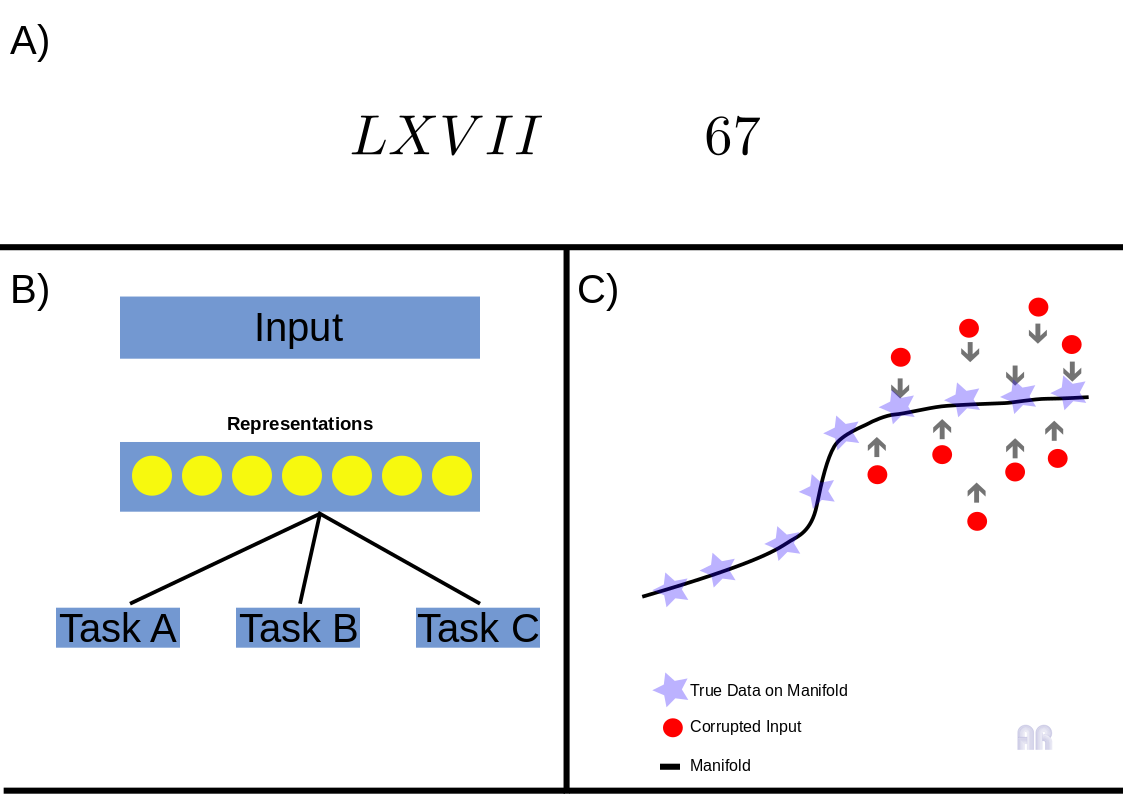 A)
LXVII 67
B)
Input
Representations
Task A Task B Task C
C)
True Data on Manifold
Corrupted Input
Manifold
AR